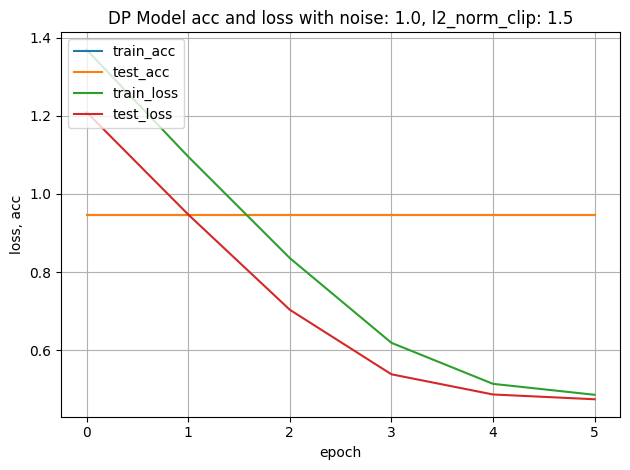 DP Model acc and loss with noise: 1.0, l2_norm_clip: 1.5
1.4
1.2
1.0
0.8
0.6
loss, acc
train_acc
test_acc
train_loss
test_loss
0 1 2 3 4 5
epoch